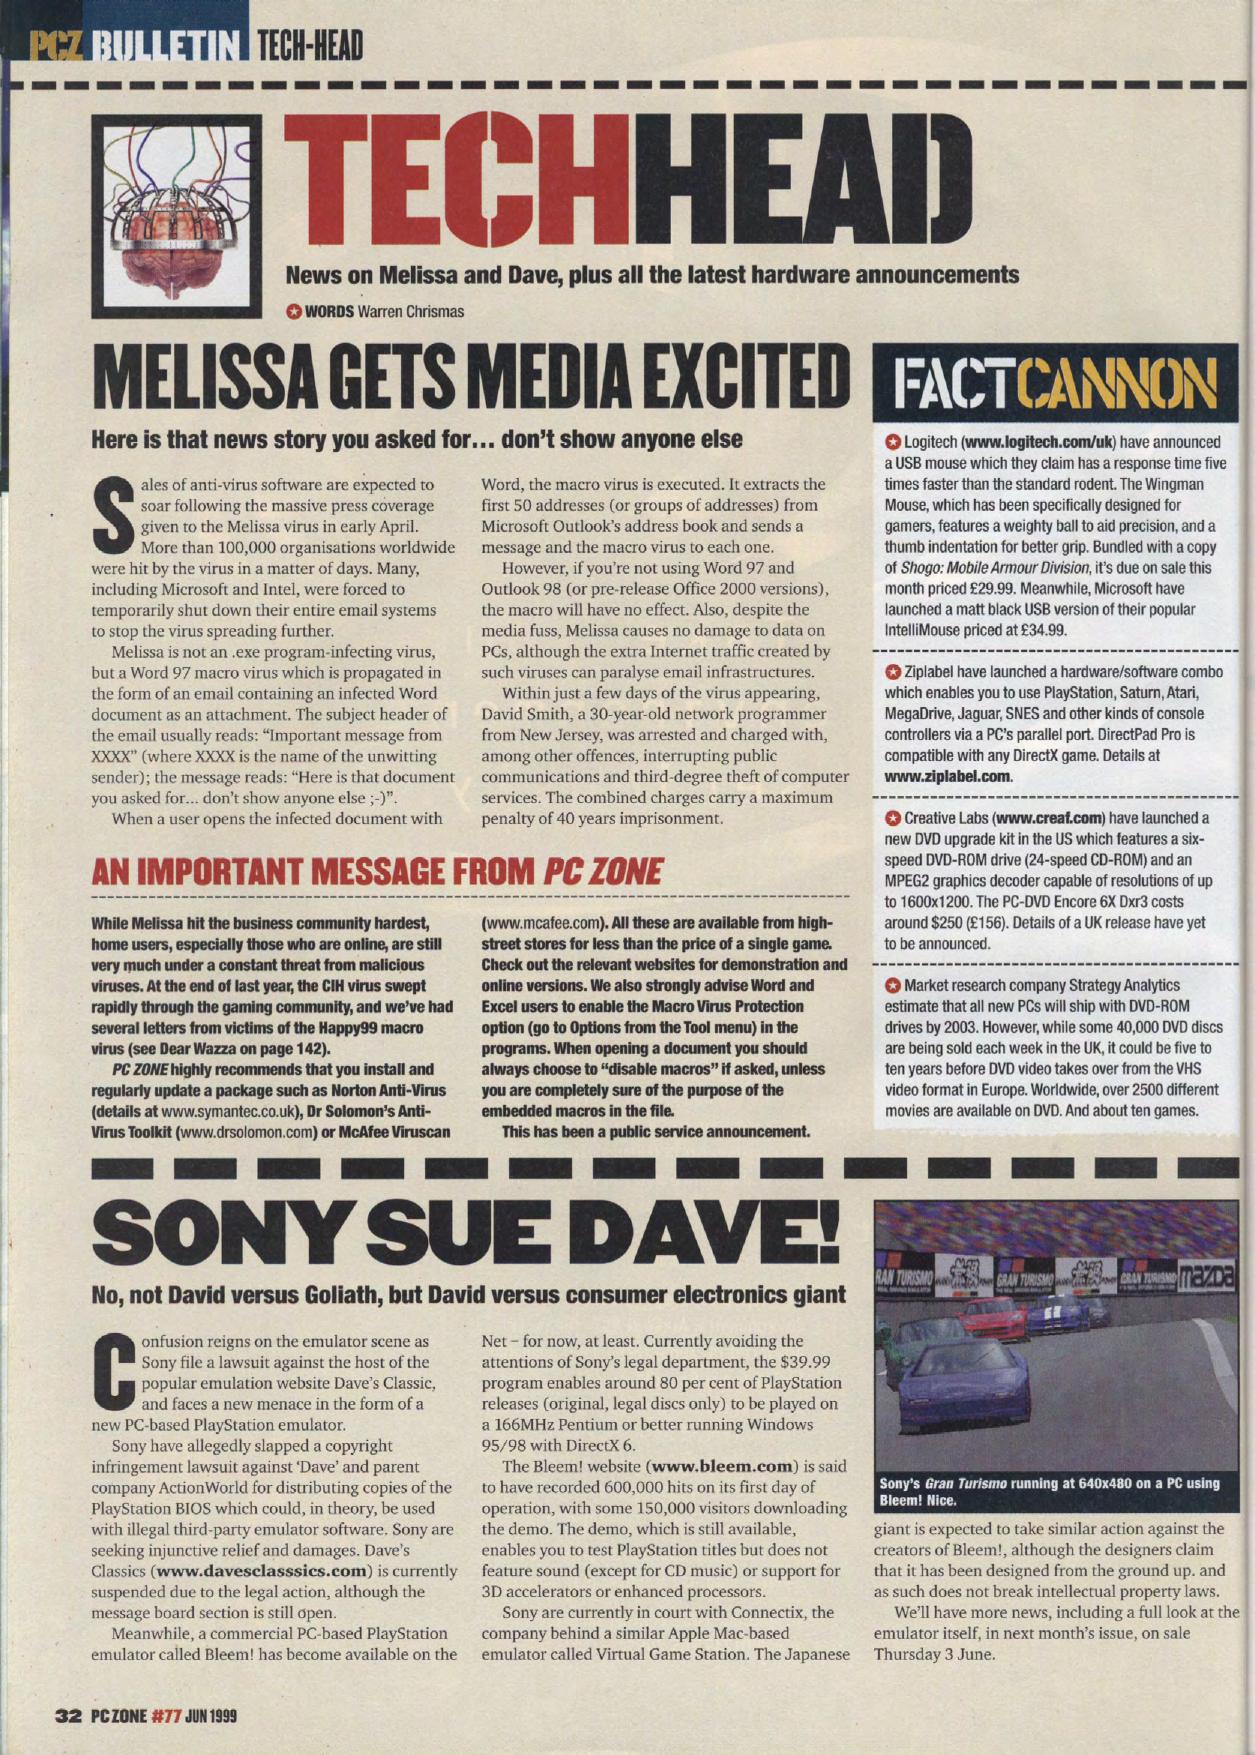 PCZ BULLETIN TECH-HEAD
TECHHEAD
News on Melissa and Dave, plus all the latest hardware announcements
WORDS Warren Chrismas
MELISSA GETS MEDIA EXCITED
Here is that news story you asked for... don't show anyone else
Sales of anti-virus software are expected to
soar following the massive press coverage
given to the Melissa virus in early April.
More than 100,000 organisations worldwide
were hit by the virus in a matter of days. Many,
including Microsoft and Intel, were forced to
temporarily shut down their entire email systems
to stop the virus spreading further.
Melissa is not an .exe program-infecting virus,
but a Word 97 macro virus which is propagated in
the form of an email containing an infected Word
document as an attachment. The subject header of
the email usually reads: “Important message from
XXXX” (where XXXX is the name of the unwitting
sender); the message reads: “Here is that document
you asked for... don't show anyone else ;-)”.
When a user opens the infected document with
Word, the macro virus is executed. It extracts the
first 50 addresses (or groups of addresses) from
Microsoft Outlook's address book and sends a
message and the macro virus to each one.
However, if you're not using Word 97 and
Outlook 98 (or pre-release Office 2000 versions),
the macro will have no effect. Also, despite the
media fuss, Melissa causes no damage to data on
PCs, although the extra Internet traffic created by
such viruses can paralyse email infrastructures.
Within just a few days of the virus appearing,
David Smith, a 30-year-old network programmer
from New Jersey, was arrested and charged with,
among other offences, interrupting public
communications and third-degree theft of computer
services. The combined charges carry a maximum
penalty of 40 years imprisonment.
AN IMPORTANT MESSAGE FROM PC ZONE
While Melissa hit the business community hardest,
home users, especially those who are online, are still
very much under a constant threat from malicious
viruses. At the end of last year, the CIH virus swept
rapidly through the gaming community, and we've had
several letters from victims of the Happy99 macro
virus (see Dear Wazza on page 142).
PC ZONE highly recommends that you install and
regularly update a package such as Norton Anti-Virus
(details at www.symantec.co.uk), Dr Solomon's Anti-
Virus Toolkit (www.drsolomon.com) or McAfee Viruscan
(www.mcafee.com). All these are available from high-
street stores for less than the price of a single game.
Check out the relevant websites for demonstration and
online versions. We also strongly advise Word and
Excel users to enable the Macro Virus Protection
option (go to Options from the Tool menu) in the
programs. When opening a document you should
always choose to “disable macros” if asked, unless
you are completely sure of the purpose of the
embedded macros in the file.
This has been a public service announcement.
FACTCANNON
Logitech (www.logitech.com/uk) have announced
a USB mouse which they claim has a response time five
times faster than the standard rodent. The Wingman
Mouse, which has been specifically designed for
gamers, features a weighty ball to aid precision, and a
thumb indentation for better grip. Bundled with a copy
of Shogo: Mobile Armour Division, it's due on sale this
month priced £29.99. Meanwhile, Microsoft have
launched a matt black USB version of their popular
IntelliMouse priced at £34.99.
Ziplabel have launched a hardware/software combo
which enables you to use PlayStation, Saturn, Atari,
MegaDrive, Jaguar, SNES and other kinds of console
controllers via a PC's parallel port. DirectPad Pro is
compatible with any DirectX game. Details at
www.ziplabel.com.
Creative Labs (www.creaf.com) have launched a
new DVD upgrade kit in the US which features a six-
speed DVD-ROM drive (24-speed CD-ROM) and an
MPEG2 graphics decoder capable of resolutions of up
to 1600x1200. The PC-DVD Encore 6X Dxr3 costs
around $250 (£156). Details of a UK release have yet
to be announced.
Market research company Strategy Analytics
estimate that all new PCs will ship with DVD-ROM
drives by 2003. However, while some 40,000 DVD discs
are being sold each week in the UK, it could be five to
ten years before DVD video takes over from the VHS
video format in Europe. Worldwide, over 2500 different
movies are available on DVD. And about ten games.
SONY SUE DAVE!
No, not David versus Goliath, but David versus consumer electronics giant
Confusion reigns on the emulator scene as
Sony file a lawsuit against the host of the
popular emulation website Dave's Classic,
and faces a new menace in the form of a
new PC-based PlayStation emulator.
Sony have allegedly slapped a copyright
infringement lawsuit against ‘Dave’ and parent
company ActionWorld for distributing copies of the
PlayStation BIOS which could, in theory, be used
with illegal third-party emulator software. Sony are
seeking injunctive relief and damages. Dave's
Classics (www.davesclasssics.com) is currently
suspended due to the legal action, although the
message board section is still open.
Meanwhile, a commercial PC-based PlayStation
emulator called Bleem! has become available on the
Net – for now, at least. Currently avoiding the
attentions of Sony's legal department, the $39.99
program enables around 80 per cent of PlayStation
releases (original, legal discs only) to be played on
a 166MHz Pentium or better running Windows
95/98 with DirectX 6.
The Bleem! website (www.bleem.com) is said
to have recorded 600,000 hits on its first day of
operation, with some 150,000 visitors downloading
the demo. The demo, which is still available,
enables you to test PlayStation titles but does not
feature sound (except for CD music) or support for
3D accelerators or enhanced processors.
Sony are currently in court with Connectix, the
company behind a similar Apple Mac-based
emulator called Virtual Game Station. The Japanese
GRAN TURISMO GRAN TURISMO GRAN TURISMO mazda
Sony's Gran Turismo running at 640x480 on a PC using
Bleem! Nice.
giant is expected to take similar action against the
creators of Bleem!, although the designers claim
that it has been designed from the ground up. and
as such does not break intellectual property laws.
We'll have more news, including a full look at the
emulator itself, in next month's issue, on sale
Thursday 3 June.
32 PC ZONE #77 JUN 1999